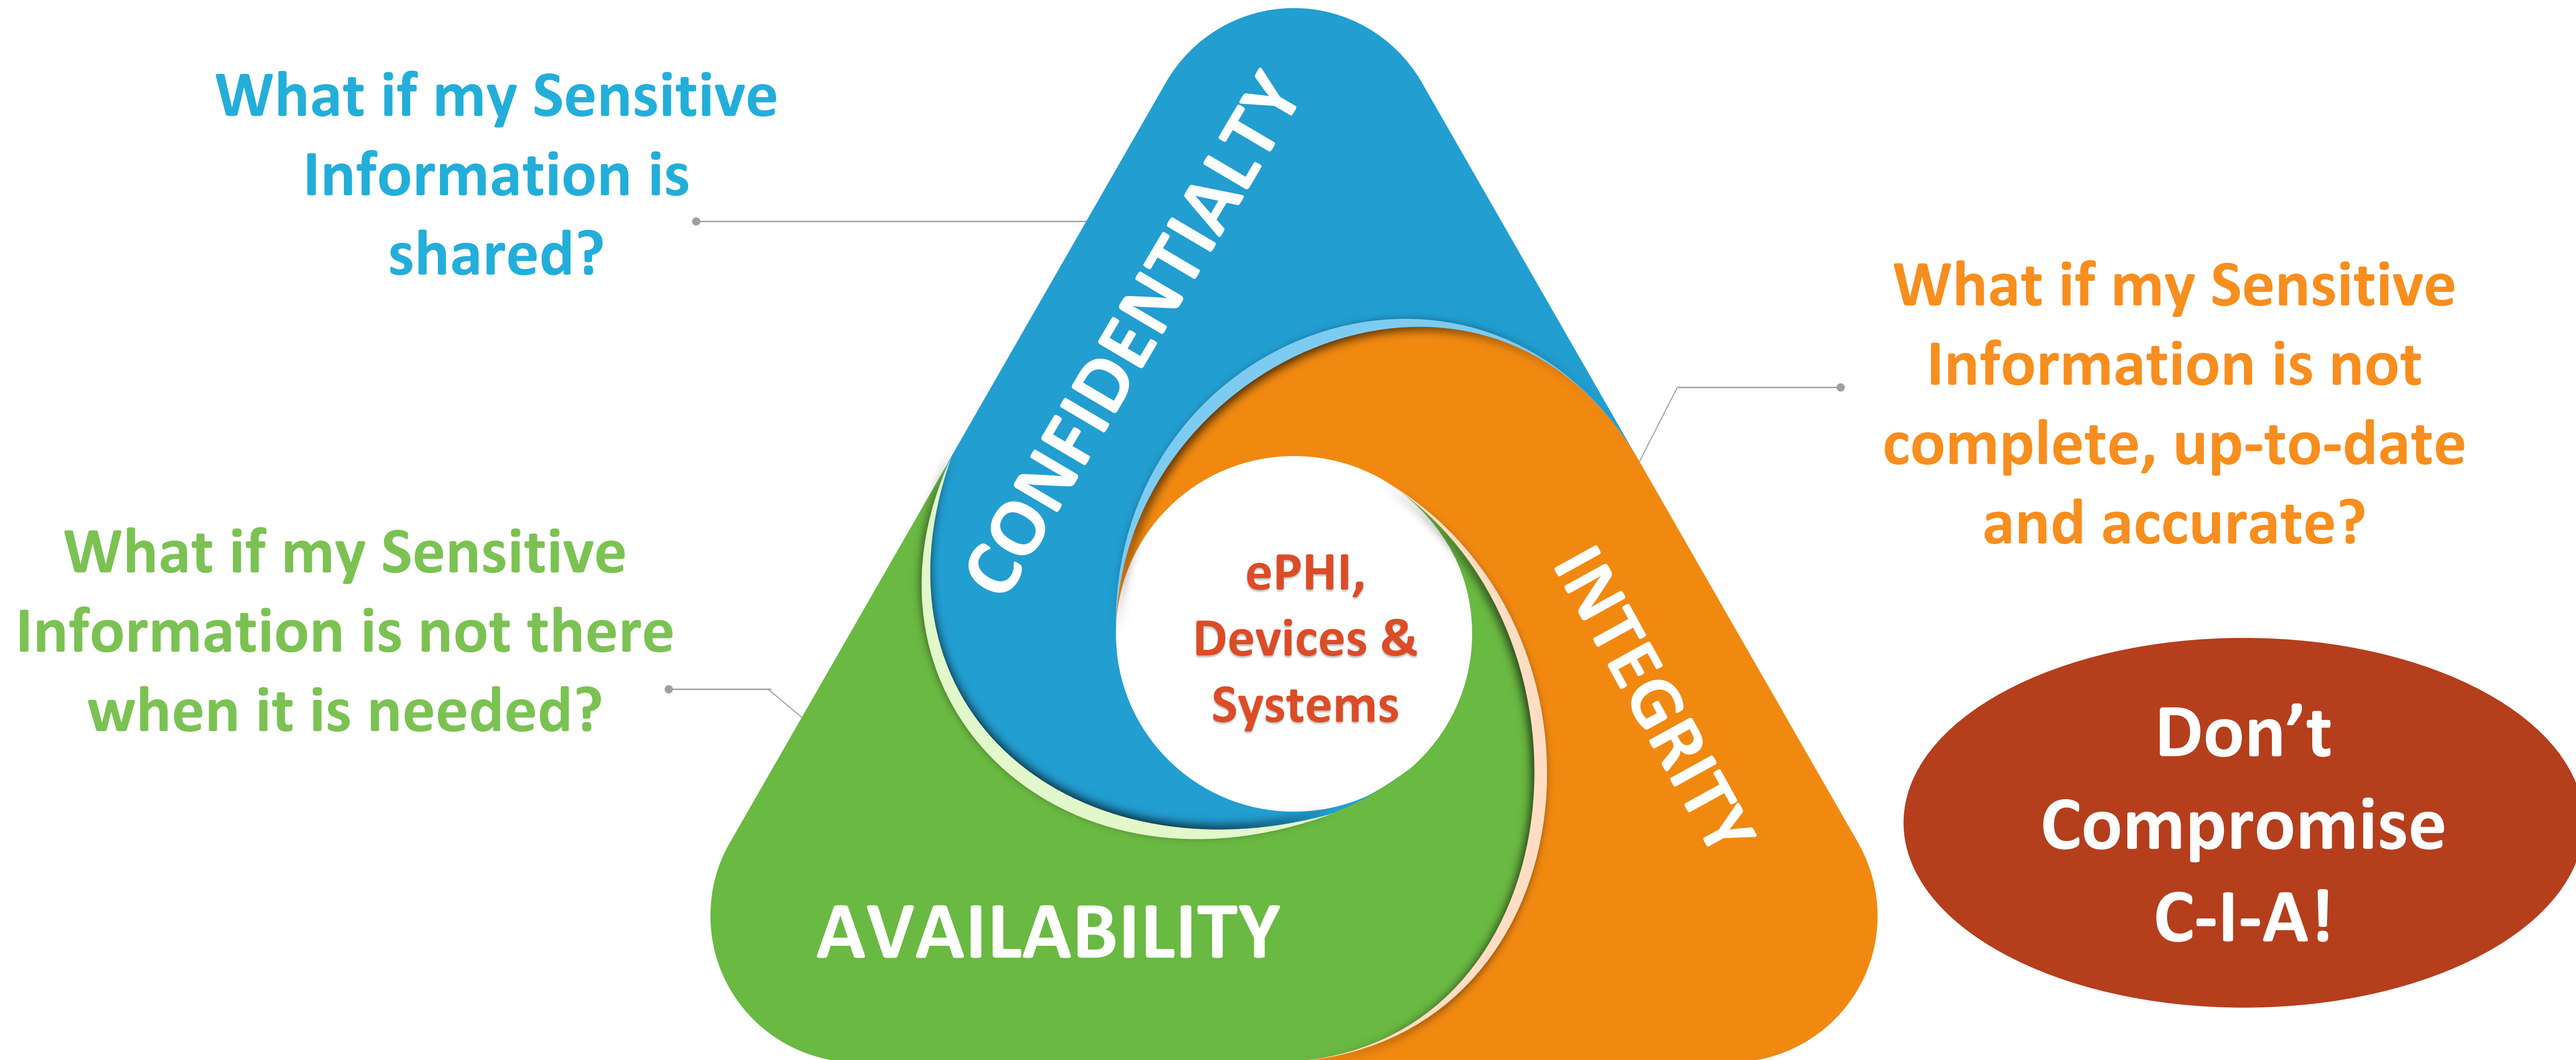 What if my Sensitive
Information is
shared?
CONFIDENTIALTY
What if my Sensitive
Information is not
complete, up-to-date
and accurate?
What if my Sensitive
Information is not there
when it is needed?
ePHI,
Devices &
Systems
INTEGRITY
AVAILABILITY
Don’t
Compromise
C-I-A!